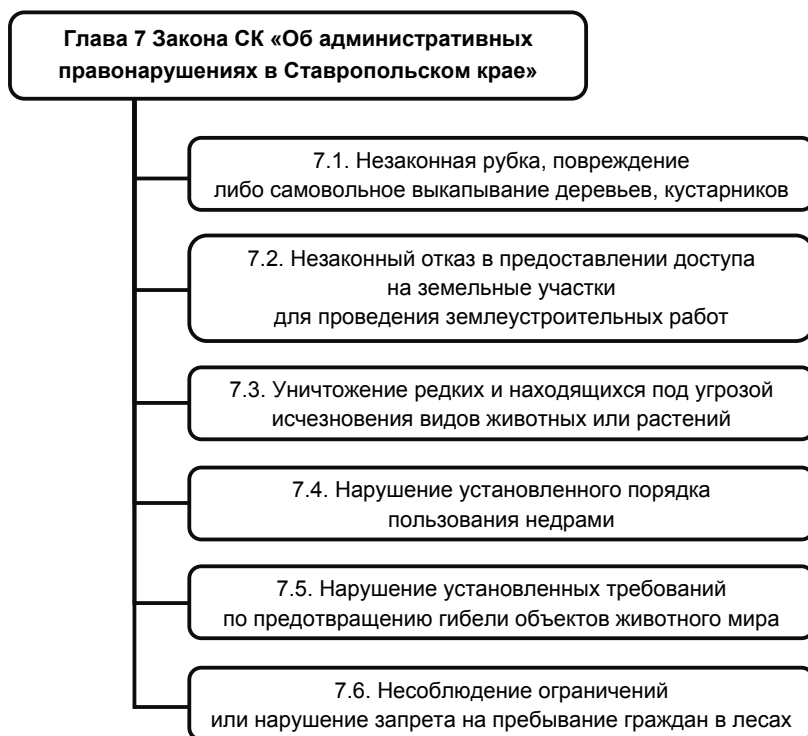 Глава 7 Закона СК «Об административных
правонарушениях в Ставропольском крае»
7.1. Незаконная рубка, повреждение
либо самовольное выкапывание деревьев, кустарников
7.2. Незаконный отказ в предоставлении доступа
на земельные участки
для проведения землеустроительных работ
7.3. Уничтожение редких и находящихся под угрозой
исчезновения видов животных или растений
7.4. Нарушение установленного порядка
пользования недрами
7.5. Нарушение установленных требований
по предотвращению гибели объектов животного мира
7.6. Несоблюдение ограничений
или нарушение запрета на пребывание граждан в лесах